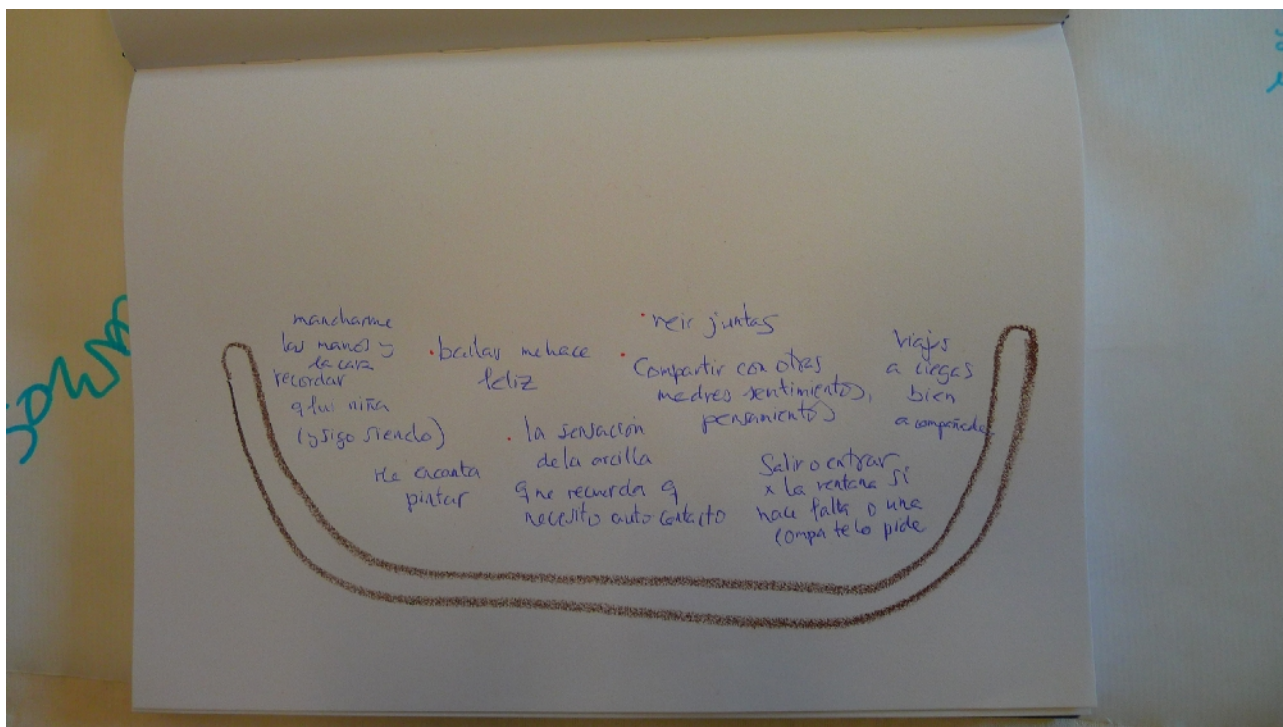 mancharme
las manos y
la cara
recordar
q fui niña
(y sigo siendo)
Me encanta
pintar
bailar me hace
feliz
la sensación
de la arcilla
q me recuerda q
necesito auto contacto
reir juntas
Compartir con otras
madres sentimientos,
pensamientos
Viajes
a ciegas
bien
acompañada
Salir o entrar
x la ventana si
hace falta o una
compa te lo pide